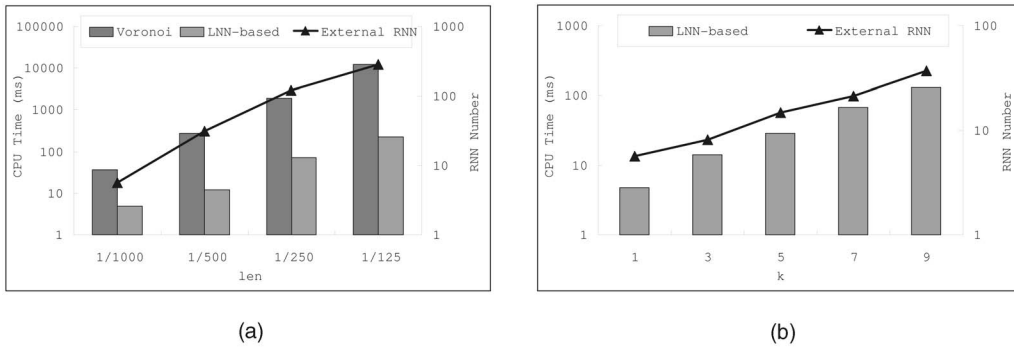 Voronoi LNN-based External RNN
100000
10000
1000
100
10
1
CPU Time (ms)
1000
100
10
1
RNN Number
1/1000 1/500 1/250 1/125
len
(a)
LNN-based External RNN
1000
100
10
1
CPU Time (ms)
100
10
1
RNN Number
1 3 5 7 9
k
(b)